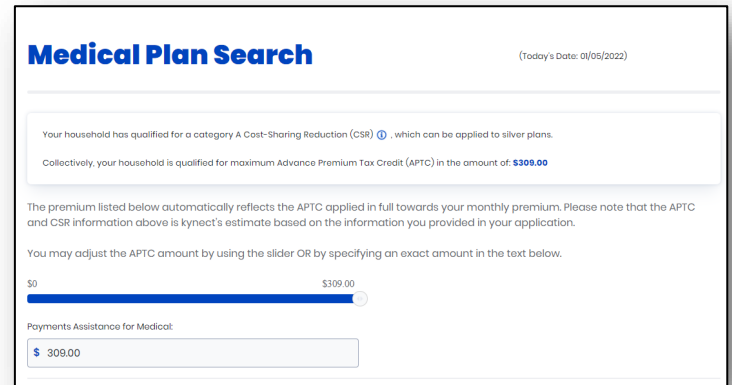 Medical Plan Search
(Today's Date: 01/05/2022)
Your household has qualified for a category A Cost-Sharing Reduction (CSR) ⓘ , which can be applied to silver plans.
Collectively, your household is qualified for maximum Advance Premium Tax Credit (APTC) in the amount of: $309.00
The premium listed below automatically reflects the APTC applied in full towards your monthly premium. Please note that the APTC
and CSR information above is kynect's estimate based on the information you provided in your application.
You may adjust the APTC amount by using the slider OR by specifying an exact amount in the text below.
$0 $309.00
Payments Assistance for Medical:
$ 309.00